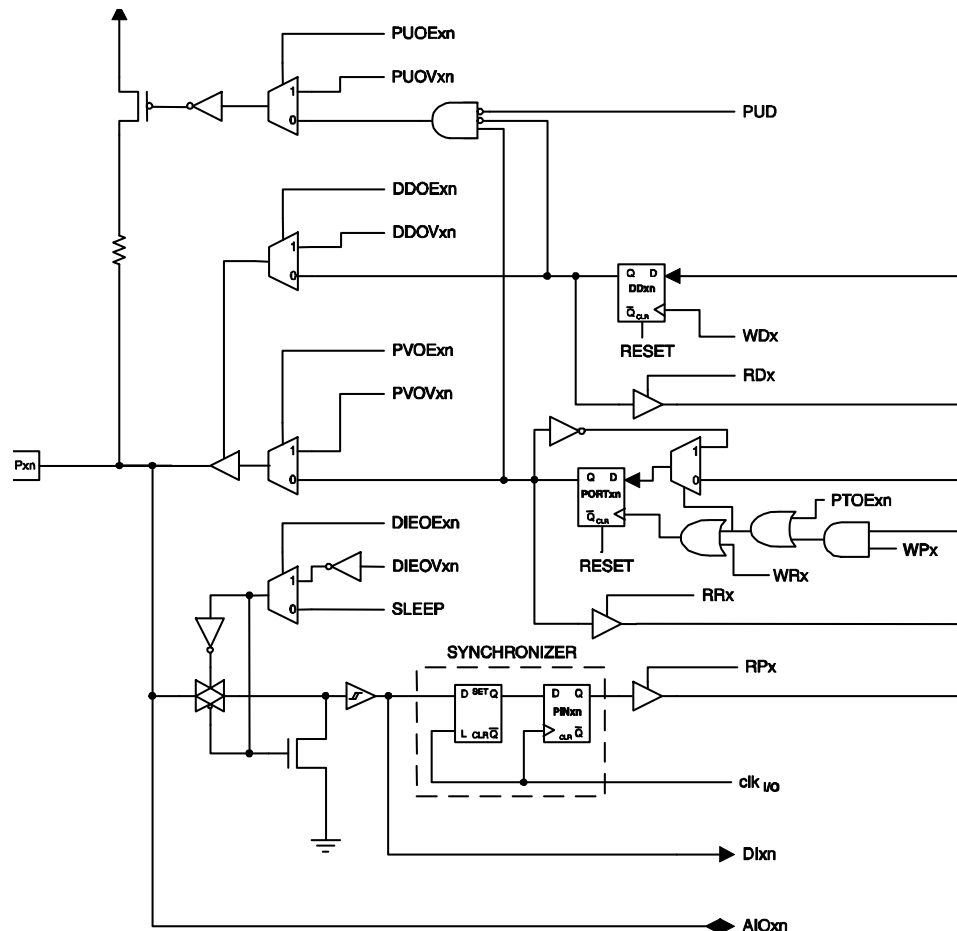 PUOExn
PUOVxn
1
0
PUD
DDOExn
DDOVxn
1
0
Q D
DDxn
Q̅ CLR
WDx
RESET
RDx
PVOExn
PVOVxn
1
0
Pxn
1
0
Q D
PORTxn
Q̅ CLR
PTOExn
WPx
RESET
WRx
DIEOExn
DIEOVxn
1
0
SLEEP
RRx
SYNCHRONIZER
RPx
D SET Q
L CLR Q̅
D Q
PINxn
CLR Q̅
clk I/O
DIxn
AIOxn